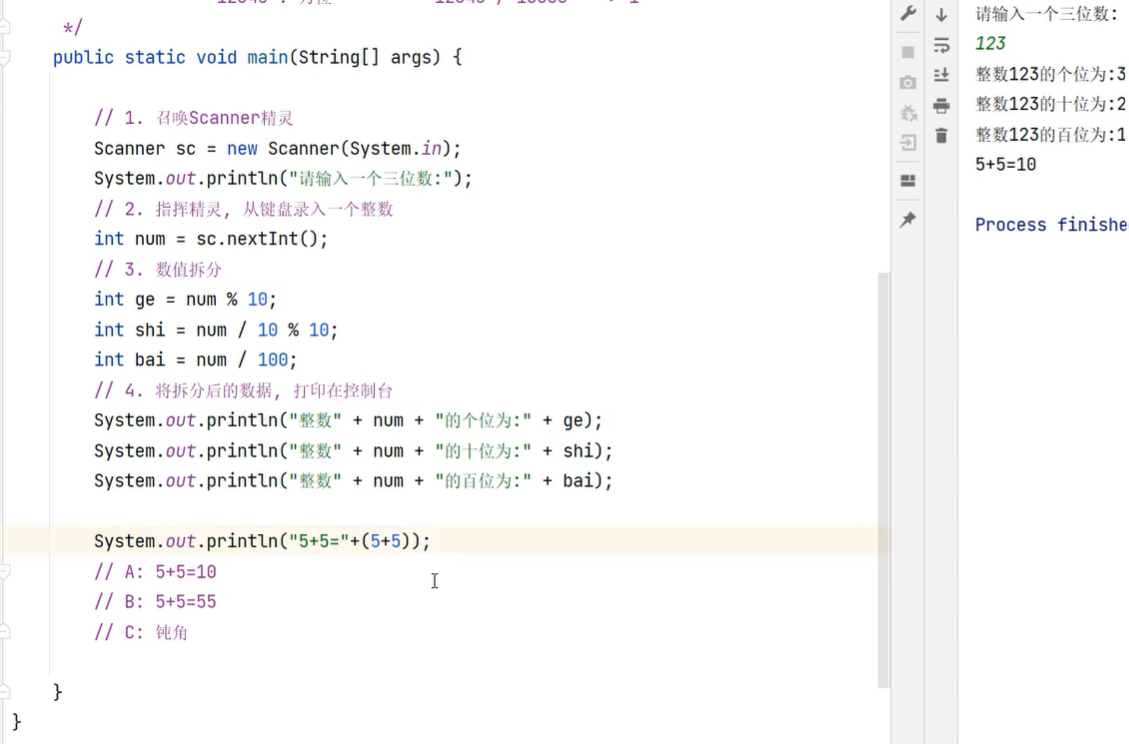 */
public static void main(String[] args) {
// 1. 召唤Scanner精灵
Scanner sc = new Scanner(System.in);
System.out.println("请输入一个三位数:");
// 2. 指挥精灵, 从键盘录入一个整数
int num = sc.nextInt();
// 3. 数值拆分
int ge = num % 10;
int shi = num / 10 % 10;
int bai = num / 100;
// 4. 将拆分后的数据, 打印在控制台
System.out.println("整数" + num + "的个位为:" + ge);
System.out.println("整数" + num + "的十位为:" + shi);
System.out.println("整数" + num + "的百位为:" + bai);
System.out.println("5+5="+(5+5));
// A: 5+5=10
// B: 5+5=55
// C: 钝角
}
}
请输入一个三位数:
123
整数123的个位为:3
整数123的十位为:2
整数123的百位为:1
5+5=10
Process finishe